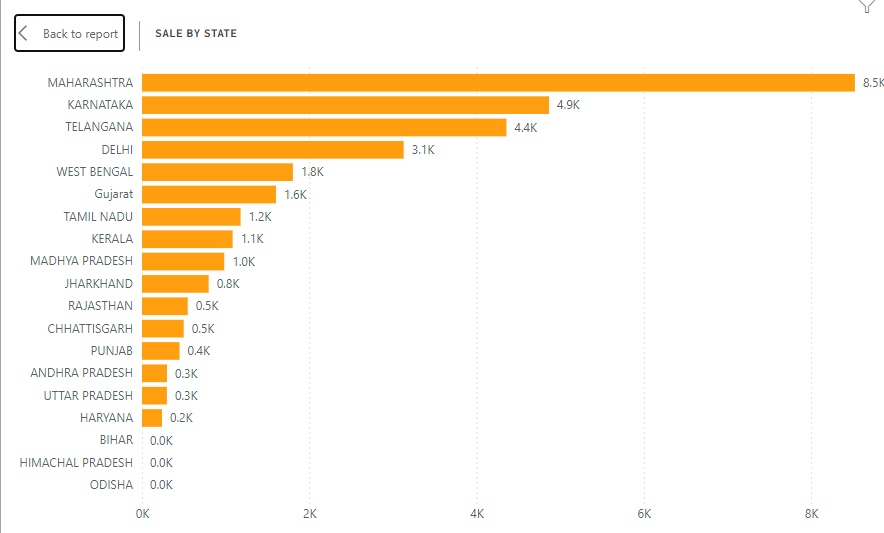 Back to report
SALE BY STATE
MAHARASHTRA 8.5K
KARNATAKA 4.9K
TELANGANA 4.4K
DELHI 3.1K
WEST BENGAL 1.8K
Gujarat 1.6K
TAMIL NADU 1.2K
KERALA 1.1K
MADHYA PRADESH 1.0K
JHARKHAND 0.8K
RAJASTHAN 0.5K
CHHATTISGARH 0.5K
PUNJAB 0.4K
ANDHRA PRADESH 0.3K
UTTAR PRADESH 0.3K
HARYANA 0.2K
BIHAR 0.0K
HIMACHAL PRADESH 0.0K
ODISHA 0.0K
0K 2K 4K 6K 8K